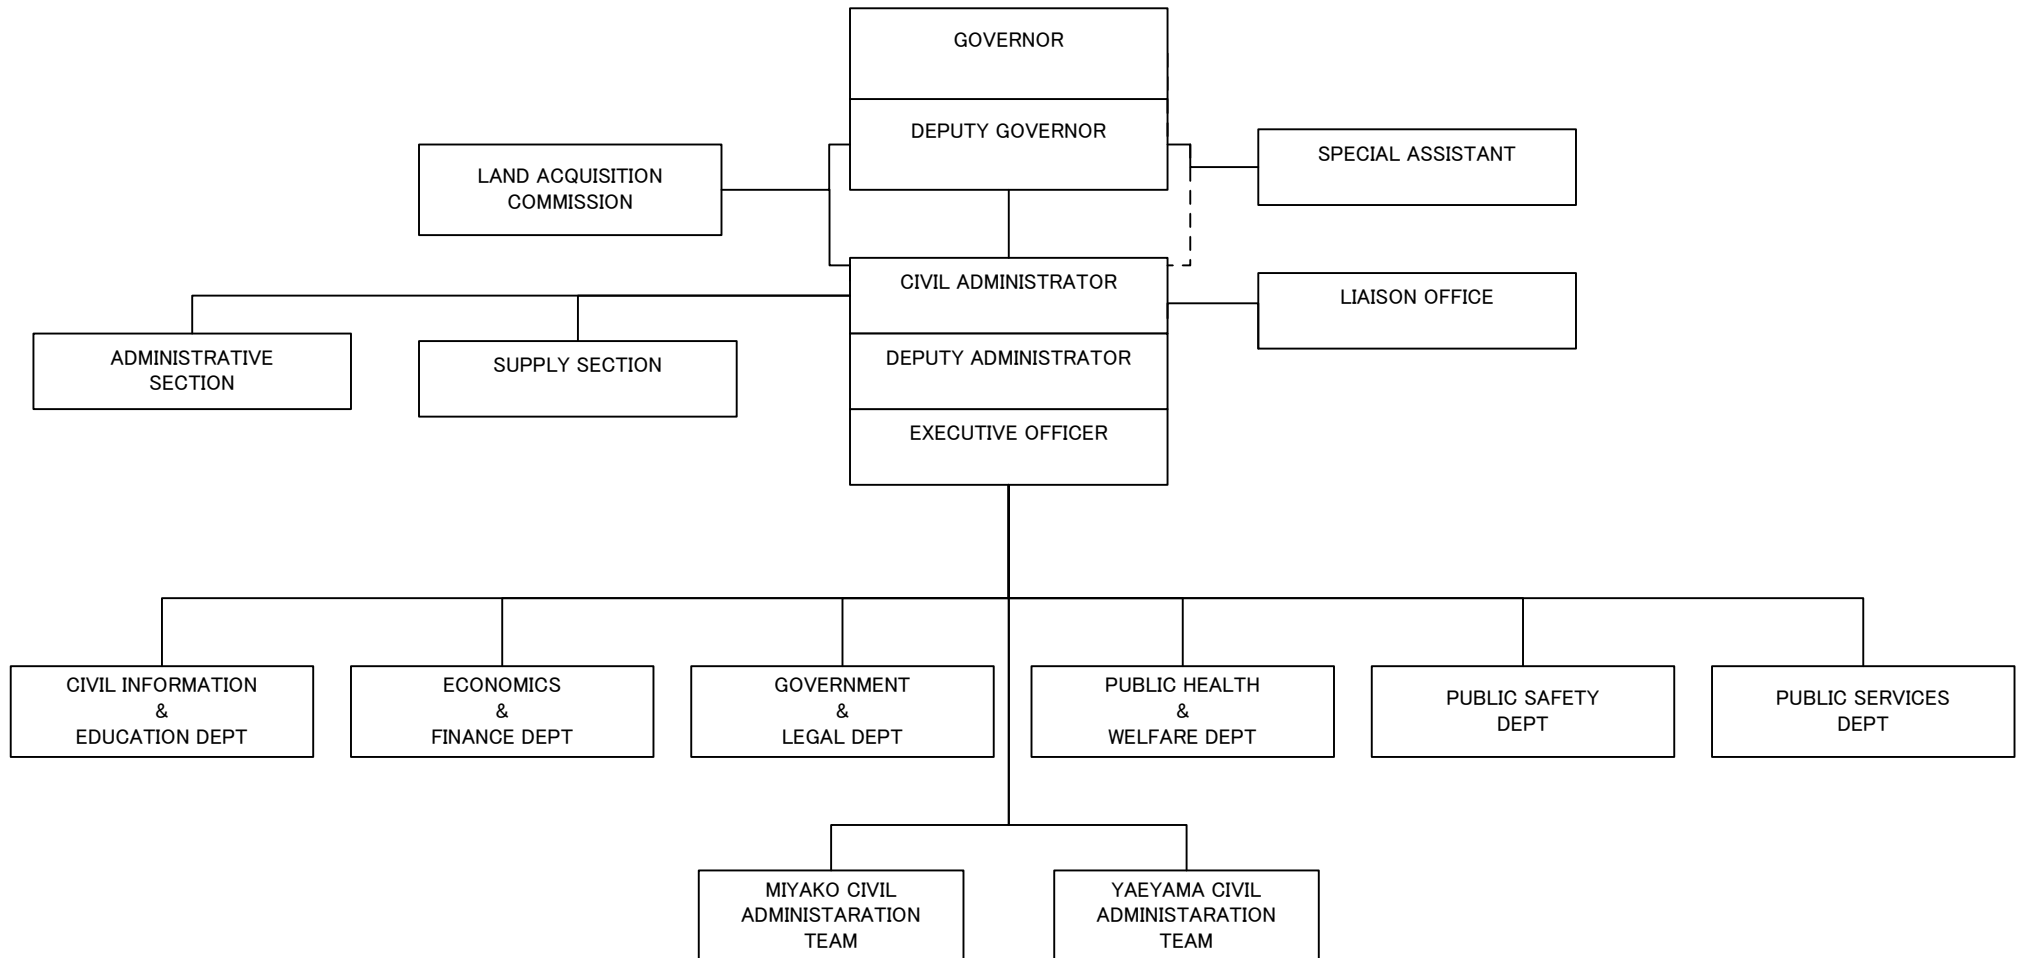 GOVERNOR
DEPUTY GOVERNOR
LAND ACQUISITION
COMMISSION
SPECIAL ASSISTANT
CIVIL ADMINISTRATOR
LIAISON OFFICE
ADMINISTRATIVE
SECTION
SUPPLY SECTION
DEPUTY ADMINISTRATOR
EXECUTIVE OFFICER
CIVIL INFORMATION
&
EDUCATION DEPT
ECONOMICS
&
FINANCE DEPT
GOVERNMENT
&
LEGAL DEPT
PUBLIC HEALTH
&
WELFARE DEPT
PUBLIC SAFETY
DEPT
PUBLIC SERVICES
DEPT
MIYAKO CIVIL
ADMINISTARATION
TEAM
YAEYAMA CIVIL
ADMINISTARATION
TEAM